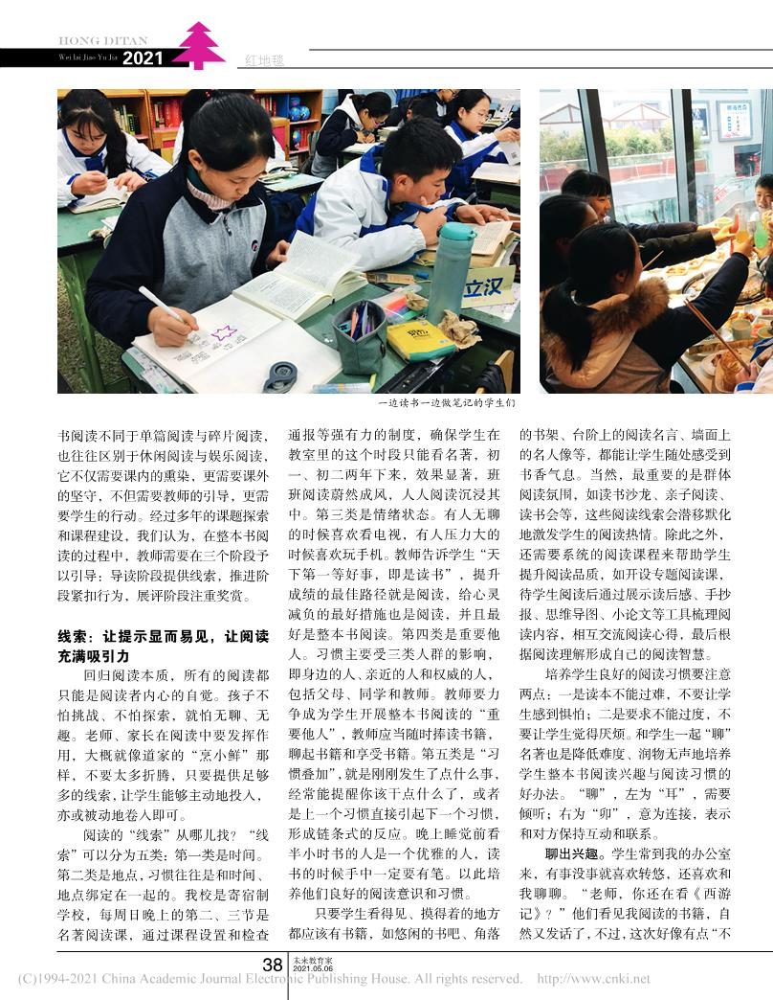 HONG DITAN
Wei lai Jiao Yu Jia 2021
红地毯
立汉
一边读书一边做笔记的学生们
书阅读不同于单篇阅读与碎片阅读，
也往往区别于休闲阅读与娱乐阅读，
它不仅需要课内的熏染，更需要课外
的坚守，不但需要教师的引导，更需
要学生的行动。经过多年的课题探索
和课程建设，我们认为，在整本书阅
读的过程中，教师需要在三个阶段予
以引导：导读阶段提供线索，推进阶
段紧扣行为，展评阶段注重奖赏。
线索：让提示显而易见，让阅读
充满吸引力
回归阅读本质，所有的阅读都
只能是阅读者内心的自觉。孩子不
怕挑战、不怕探索，就怕无聊、无
趣。老师、家长在阅读中要发挥作
用，大概就像道家的“烹小鲜”那
样，不要太多折腾，只要提供足够
多的线索，让学生能够主动地投入，
亦或被动地卷入即可。
阅读的“线索”从哪儿找？“线
索”可以分为五类：第一类是时间。
第二类是地点，习惯往往是和时间、
地点绑定在一起的。我校是寄宿制
学校，每周日晚上的第二、三节是
名著阅读课，通过课程设置和检查
通报等强有力的制度，确保学生在
教室里的这个时段只能看名著，初
一、初二两年下来，效果显著，班
班阅读蔚然成风，人人阅读沉浸其
中。第三类是情绪状态。有人无聊
的时候喜欢看电视，有人压力大的
时候喜欢玩手机。教师告诉学生“天
下第一等好事，即是读书”，提升
成绩的最佳路径就是阅读，给心灵
减负的最好措施也是阅读，并且最
好是整本书阅读。第四类是重要他
人。习惯主要受三类人群的影响，
即身边的人、亲近的人和权威的人，
包括父母、同学和教师。教师要力
争成为学生开展整本书阅读的“重
要他人”，教师应当随时捧读书籍，
聊起书籍和享受书籍。第五类是“习
惯叠加”，就是刚刚发生了点什么事，
经常能提醒你该干点什么了，或者
是上一个习惯直接引起下一个习惯，
形成链条式的反应。晚上睡觉前看
半小时书的人是一个优雅的人，读
书的时候手中一定要有笔。以此培
养他们良好的阅读意识和习惯。
只要学生看得见、摸得着的地方
都应该有书籍，如悠闲的书吧、角落
的书架、台阶上的阅读名言、墙面上
的名人像等，都能让学生随处感受到
书香气息。当然，最重要的是群体
阅读氛围，如读书沙龙、亲子阅读、
读书会等，这些阅读线索会潜移默化
地激发学生的阅读热情。除此之外，
还需要系统的阅读课程来帮助学生
提升阅读品质，如开设专题阅读课，
待学生阅读后通过展示读后感、手抄
报、思维导图、小论文等工具梳理阅
读内容，相互交流阅读心得，最后根
据阅读理解形成自己的阅读智慧。
培养学生良好的阅读习惯要注意
两点：一是读本不能过难，不要让学
生感到惧怕；二是要求不能过度，不
要让学生觉得厌烦。和学生一起“聊”
名著也是降低难度、润物无声地培养
学生整本书阅读兴趣与阅读习惯的
好办法。“聊”，左为“耳”，需要
倾听；右为“卯”，意为连接，表示
和对方保持互动和联系。
聊出兴趣。学生常到我的办公室
来，有事没事就喜欢转悠，还喜欢和
我聊聊。“老师，你还在看《西游
记》？”他们看见我阅读的书籍，自
然又发话了，不过，这次好像有点“不
38
未来教育家
2021.05.06
(C)1994-2021 China Academic Journal Electronic Publishing House. All rights reserved. http://www.cnki.net